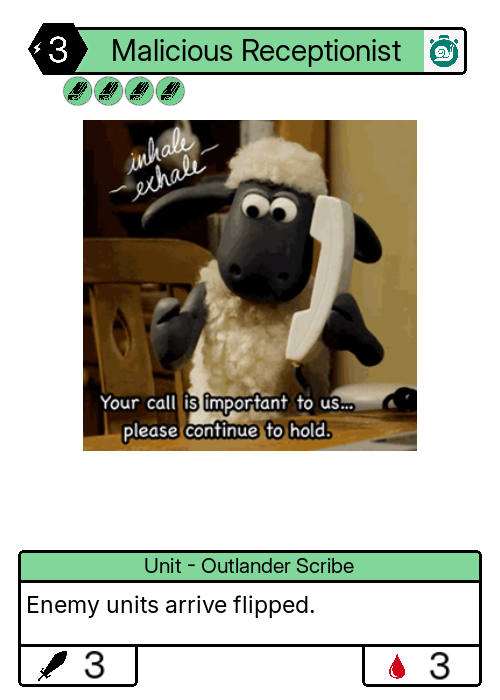 3
Malicious Receptionist
inhale
exhale
Your call is important to us...
please continue to hold.
Unit - Outlander Scribe
Enemy units arrive flipped.
3
3